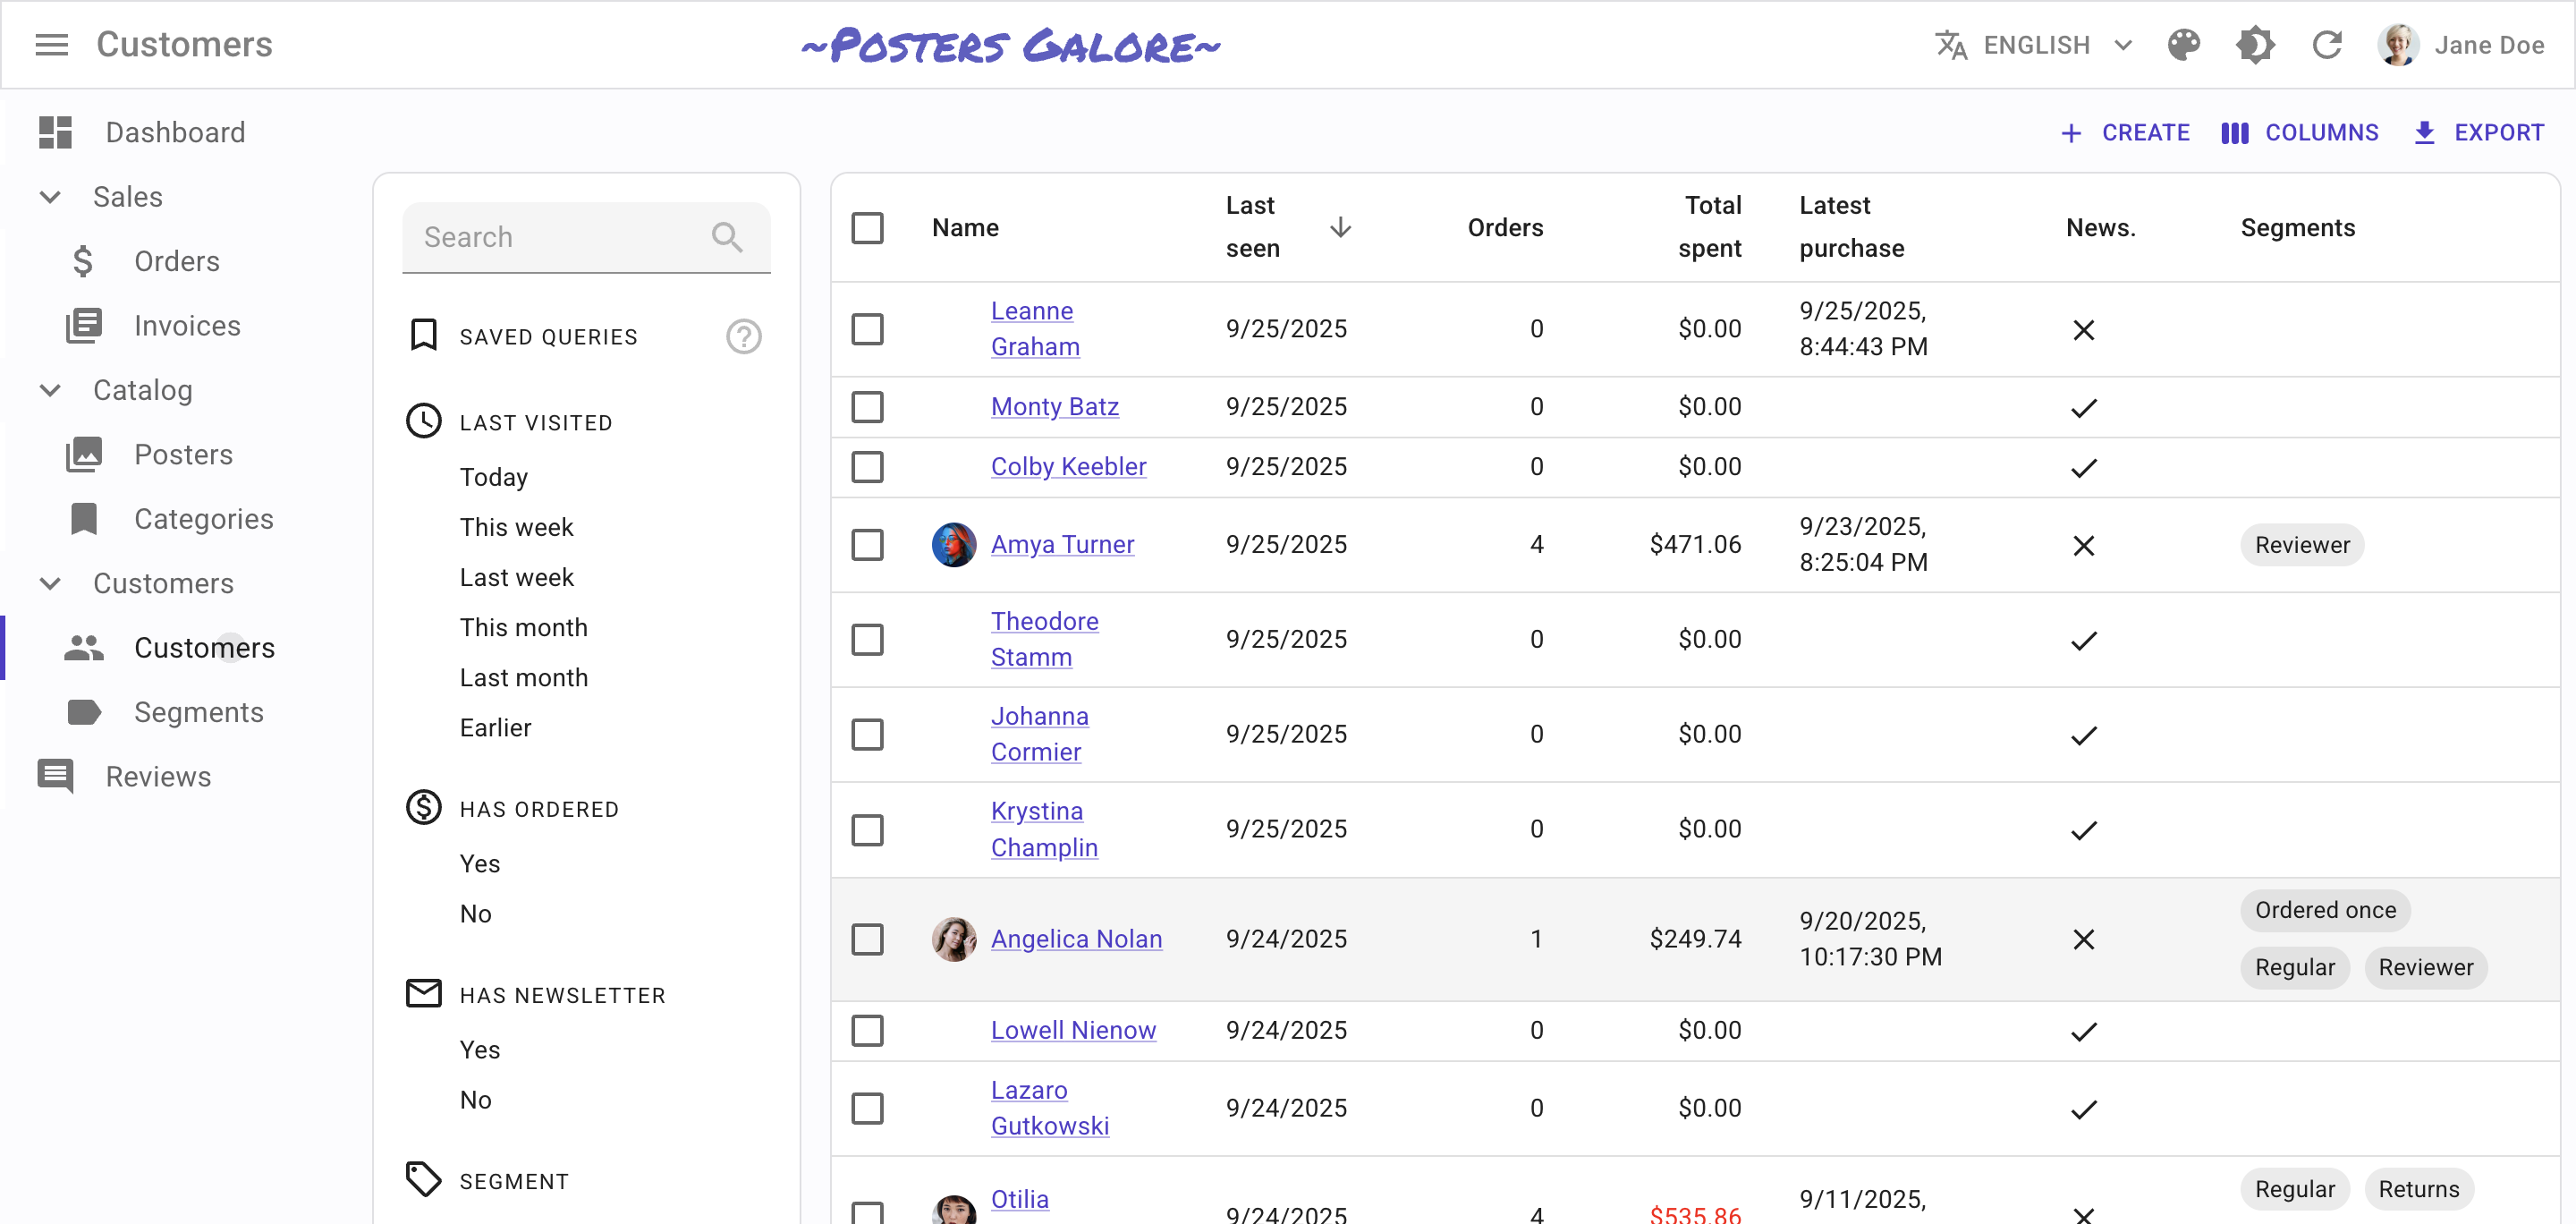 Customers
~Posters Galore~
ENGLISH
Jane Doe
Dashboard
Sales
Orders
Invoices
Catalog
Posters
Categories
Customers
Customers
Segments
Reviews
CREATE
COLUMNS
EXPORT
Search
SAVED QUERIES
LAST VISITED
Today
This week
Last week
This month
Last month
Earlier
HAS ORDERED
Yes
No
HAS NEWSLETTER
Yes
No
SEGMENT
Name Last seen Orders Total spent Latest purchase News. Segments
Leanne Graham 9/25/2025 0 $0.00 9/25/2025, 8:44:43 PM
Monty Batz 9/25/2025 0 $0.00
Colby Keebler 9/25/2025 0 $0.00
Amya Turner 9/25/2025 4 $471.06 9/23/2025, 8:25:04 PM Reviewer
Theodore Stamm 9/25/2025 0 $0.00
Johanna Cormier 9/25/2025 0 $0.00
Krystina Champlin 9/25/2025 0 $0.00
Angelica Nolan 9/24/2025 1 $249.74 9/20/2025, 10:17:30 PM Ordered once Regular Reviewer
Lowell Nienow 9/24/2025 0 $0.00
Lazaro Gutkowski 9/24/2025 0 $0.00
Otilia 9/24/2025 4 $535.86 9/11/2025, Regular Returns